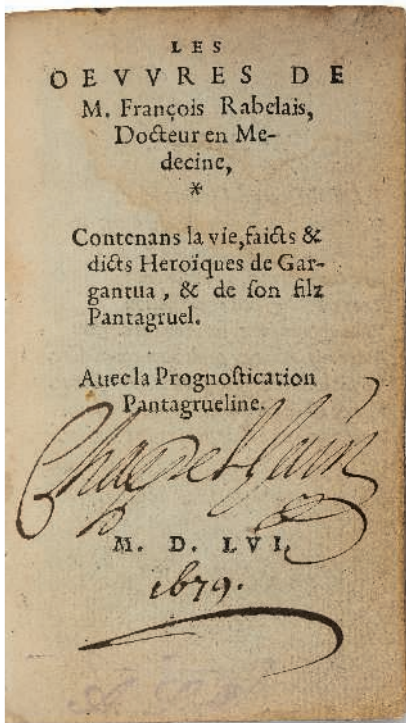 LES
OEVVRES DE
M. François Rabelais,
Docteur en Me-
decine,
*
Contenans la vie, faicts &
dicts Heroïques de Gar-
gantua, & de son filz
Pantagruel.
Auec la Prognostication
Pantagrueline.
M. D. LVI.
1679.